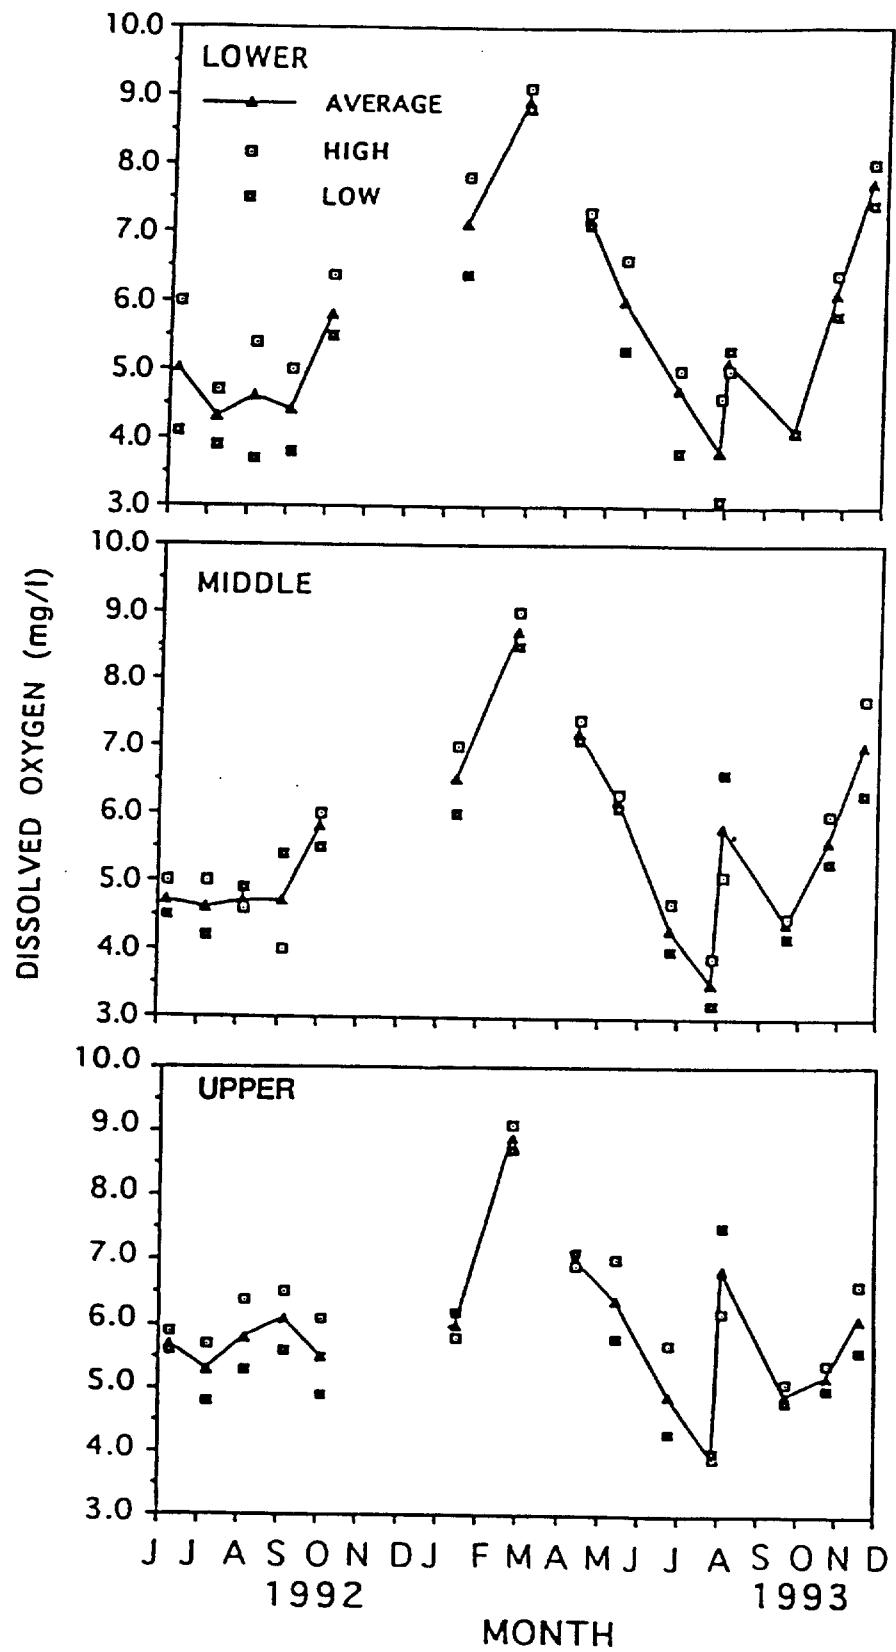 10.0
9.0
8.0
7.0
6.0
5.0
4.0
3.0
LOWER
AVERAGE
HIGH
LOW
10.0
9.0
8.0
7.0
6.0
5.0
4.0
3.0
MIDDLE
DISSOLVED OXYGEN (mg/l)
10.0
9.0
8.0
7.0
6.0
5.0
4.0
3.0
UPPER
J J A S O N D J F M A M J J A S O N D
1992 1993
MONTH